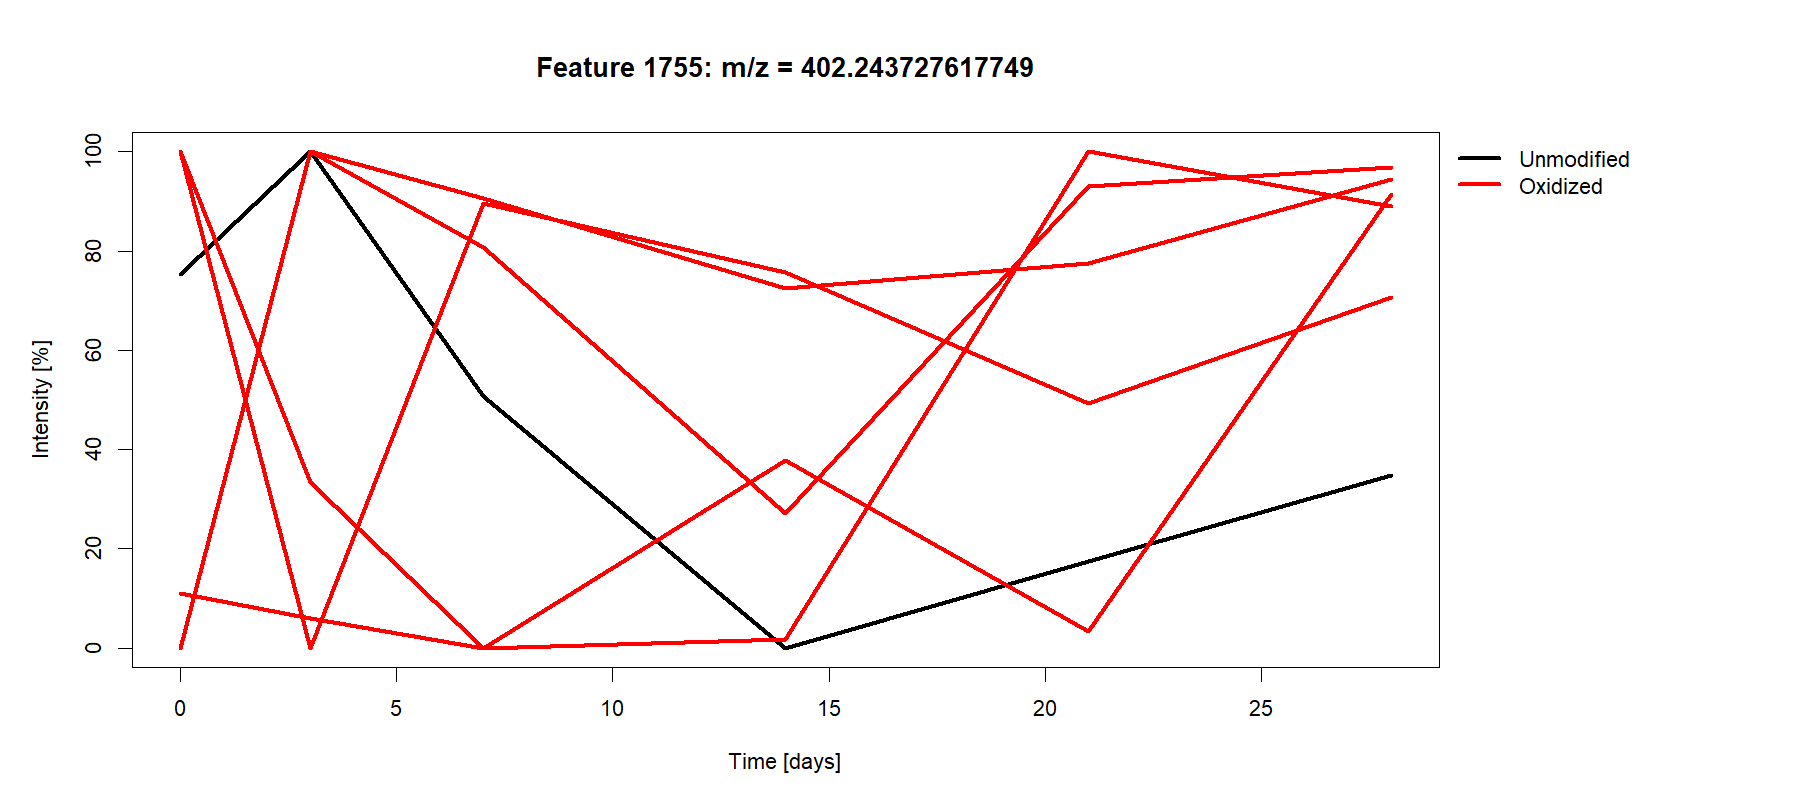 Feature 1755: m/z = 402.243727617749
Unmodified
Oxidized
Intensity [%]
100
80
60
40
20
0
0 5 10 15 20 25
Time [days]